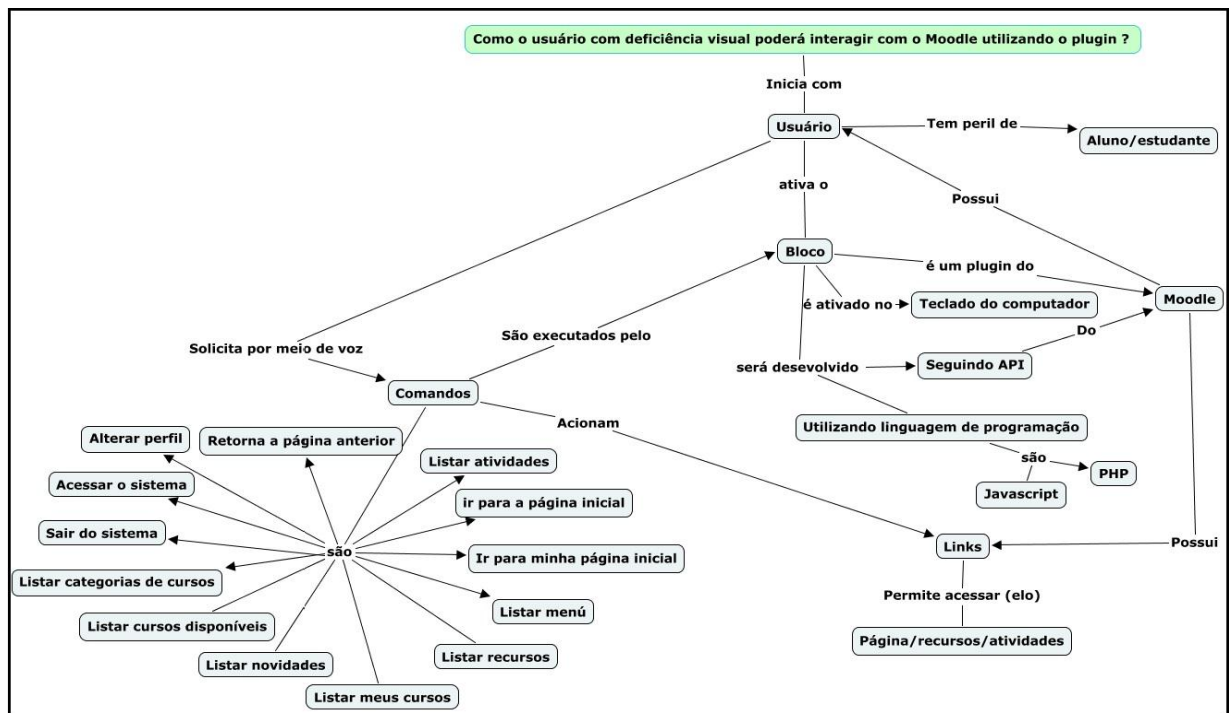 Como o usuário com deficiência visual poderá interagir com o Moodle utilizando o plugin ?
Inicia com
Usuário
Tem peril de
Aluno/estudante
ativa o
Possui
Bloco
é um plugin do
Moodle
é ativado no
Teclado do computador
São executados pelo
Do
Solicita por meio de voz
será desevolvido
Seguindo API
Comandos
Acionam
Utilizando linguagem de programação
são
PHP
Javascript
Alterar perfil
Retorna a página anterior
Listar atividades
Acessar o sistema
ir para a página inicial
Sair do sistema
são
Ir para minha página inicial
Links
Possui
Listar categorias de cursos
Permite acessar (elo)
Listar menú
Listar cursos disponíveis
Página/recursos/atividades
Listar recursos
Listar novidades
Listar meus cursos